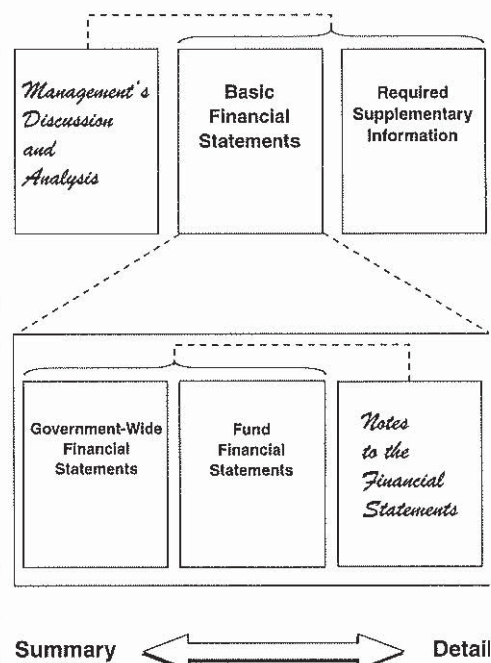 Management's
Discussion
and
Analysis
Basic
Financial
Statements
Required
Supplementary
Information
Government-Wide
Financial
Statements
Fund
Financial
Statements
Notes
to the
Financial
Statements
Summary
Detail